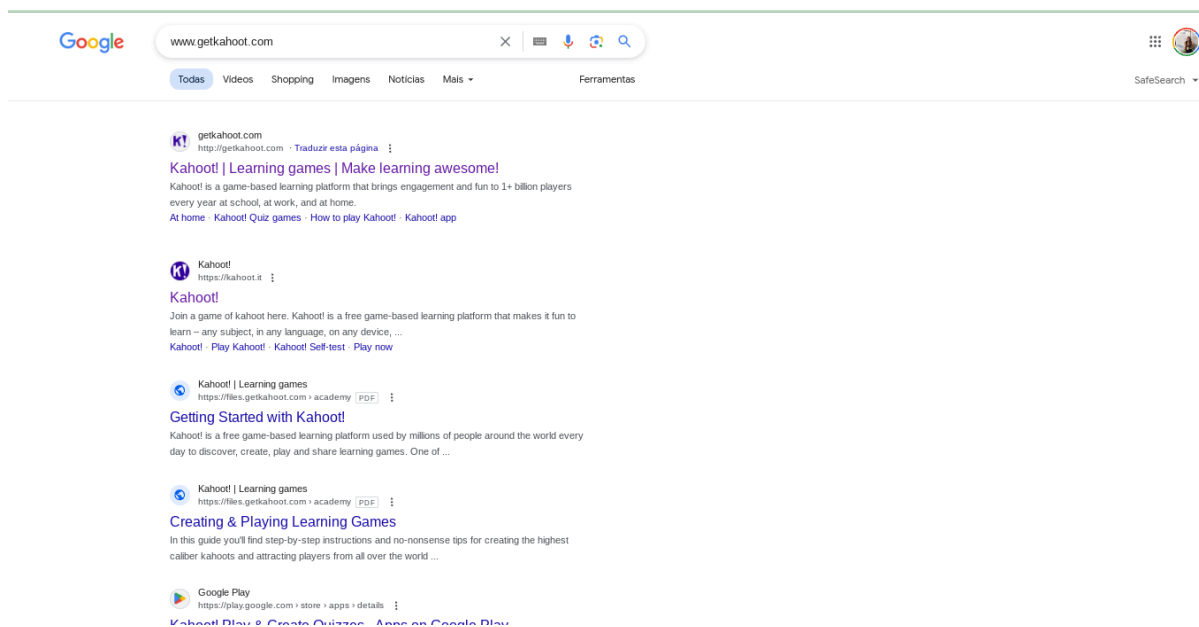 Google
www.getkahoot.com
Todas Vídeos Shopping Imagens Notícias Mais Ferramentas SafeSearch
K!
getkahoot.com
http://getkahoot.com · Traduzir esta página
Kahoot! | Learning games | Make learning awesome!
Kahoot! is a game-based learning platform that brings engagement and fun to 1+ billion players
every year at school, at work, and at home.
At home · Kahoot! Quiz games · How to play Kahoot! · Kahoot! app
K!
Kahoot!
https://kahoot.it
Kahoot!
Join a game of kahoot here. Kahoot! is a free game-based learning platform that makes it fun to
learn – any subject, in any language, on any device, ...
Kahoot! · Play Kahoot! · Kahoot! Self-test · Play now
Kahoot! | Learning games
https://files.getkahoot.com › academy PDF
Getting Started with Kahoot!
Kahoot! is a free game-based learning platform used by millions of people around the world every
day to discover, create, play and share learning games. One of ...
Kahoot! | Learning games
https://files.getkahoot.com › academy PDF
Creating & Playing Learning Games
In this guide you'll find step-by-step instructions and no-nonsense tips for creating the highest
caliber kahoots and attracting players from all over the world ...
Google Play
https://play.google.com › store › apps › details
Kahoot! Play & Create Quizzes - Apps on Google Play